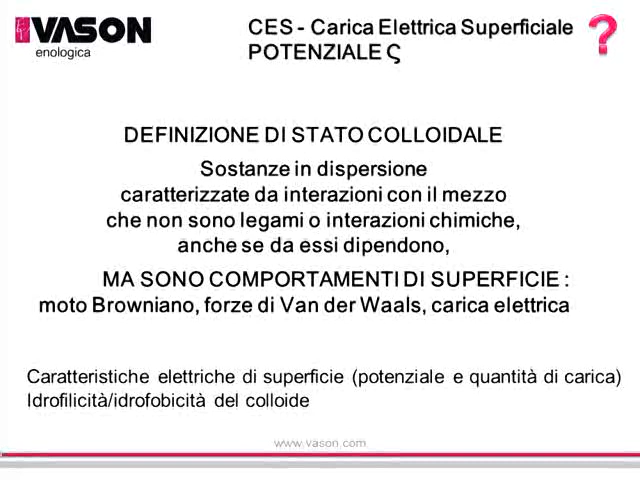 VASON
enologica
CES - Carica Elettrica Superficiale
POTENZIALE ς
?
DEFINIZIONE DI STATO COLLOIDALE
Sostanze in dispersione
caratterizzate da interazioni con il mezzo
che non sono legami o interazioni chimiche,
anche se da essi dipendono,
MA SONO COMPORTAMENTI DI SUPERFICIE :
moto Browniano, forze di Van der Waals, carica elettrica
Caratteristiche elettriche di superficie (potenziale e quantità di carica)
Idrofilicità/idrofobicità del colloide
www.vason.com